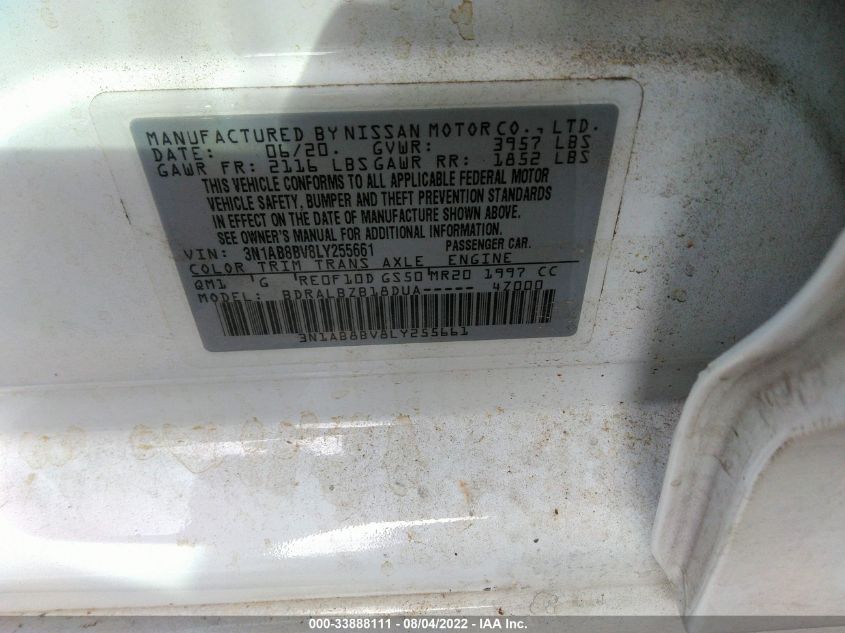 MANUFACTURED BY NISSAN MOTOR CO., LTD.
DATE: 06/20. GVWR: 3957 LBS
GAWR FR: 2116 LBS GAWR RR: 1852 LBS
THIS VEHICLE CONFORMS TO ALL APPLICABLE FEDERAL MOTOR
VEHICLE SAFETY, BUMPER AND THEFT PREVENTION STANDARDS
IN EFFECT ON THE DATE OF MANUFACTURE SHOWN ABOVE.
SEE OWNER'S MANUAL FOR ADDITIONAL INFORMATION.
VIN: 3N1AB8BV8LY255661 PASSENGER CAR.
COLOR TRIM TRANS AXLE ENGINE
QM1 G RE0F10D GS50 MR20 1997 CC
MODEL: BDRALBZB18DUA----- 47000
3N1AB8BV8LY255661
000-33888111 - 08/04/2022 - IAA Inc.